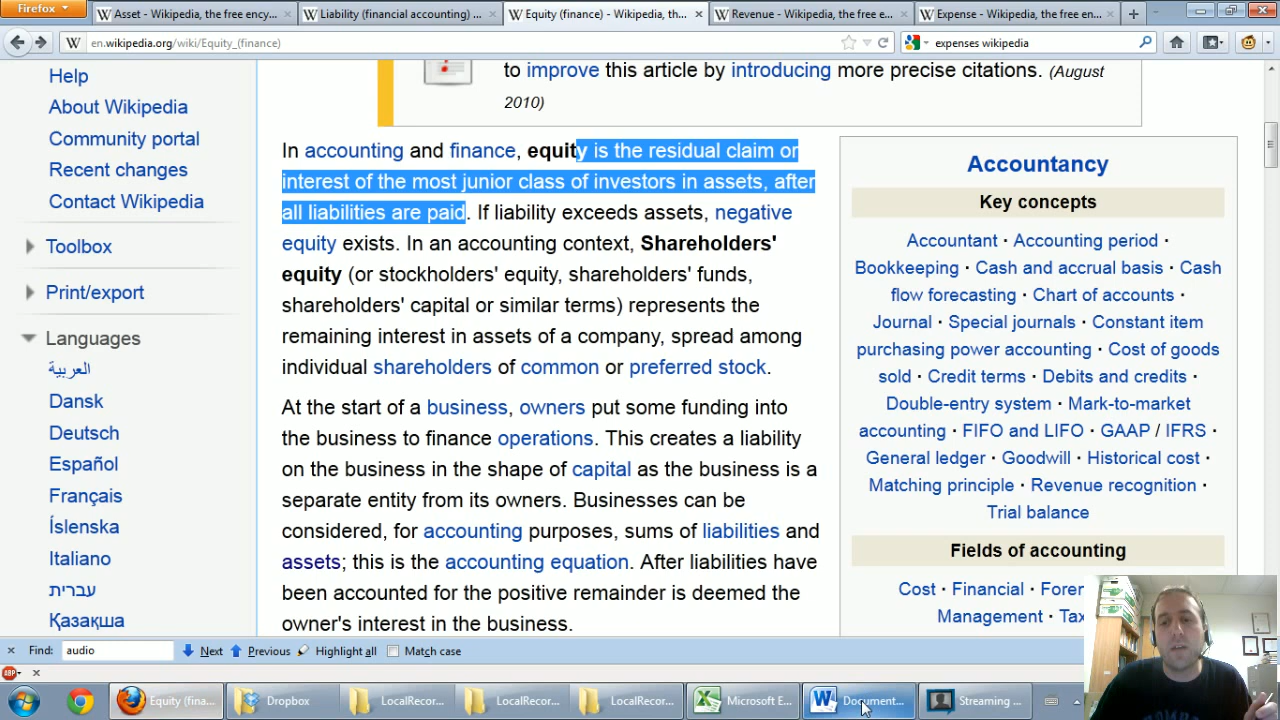 Firefox
Asset - Wikipedia, the free ency...
Liability (financial accounting) ...
Equity (finance) - Wikipedia, th...
Revenue - Wikipedia, the free e...
Expense - Wikipedia, the free en...
en.wikipedia.org/wiki/Equity_(finance)
expenses wikipedia
Help
About Wikipedia
Community portal
Recent changes
Contact Wikipedia
Toolbox
Print/export
Languages
العربية
Dansk
Deutsch
Español
Français
Íslenska
Italiano
עברית
Қазақша
to improve this article by introducing more precise citations. (August
2010)
In accounting and finance, equity is the residual claim or
interest of the most junior class of investors in assets, after
all liabilities are paid. If liability exceeds assets, negative
equity exists. In an accounting context, Shareholders'
equity (or stockholders' equity, shareholders' funds,
shareholders' capital or similar terms) represents the
remaining interest in assets of a company, spread among
individual shareholders of common or preferred stock.
At the start of a business, owners put some funding into
the business to finance operations. This creates a liability
on the business in the shape of capital as the business is a
separate entity from its owners. Businesses can be
considered, for accounting purposes, sums of liabilities and
assets; this is the accounting equation. After liabilities have
been accounted for the positive remainder is deemed the
owner's interest in the business.
Accountancy
Key concepts
Accountant · Accounting period ·
Bookkeeping · Cash and accrual basis · Cash
flow forecasting · Chart of accounts ·
Journal · Special journals · Constant item
purchasing power accounting · Cost of goods
sold · Credit terms · Debits and credits ·
Double-entry system · Mark-to-market
accounting · FIFO and LIFO · GAAP / IFRS ·
General ledger · Goodwill · Historical cost ·
Matching principle · Revenue recognition ·
Trial balance
Fields of accounting
Cost · Financial · Foren
Management · Tax
Find: audio Next Previous Highlight all Match case
ABP
Equity (fina...
Dropbox
LocalRecor...
LocalRecor...
LocalRecor...
Microsoft E...
Document...
Streaming ...